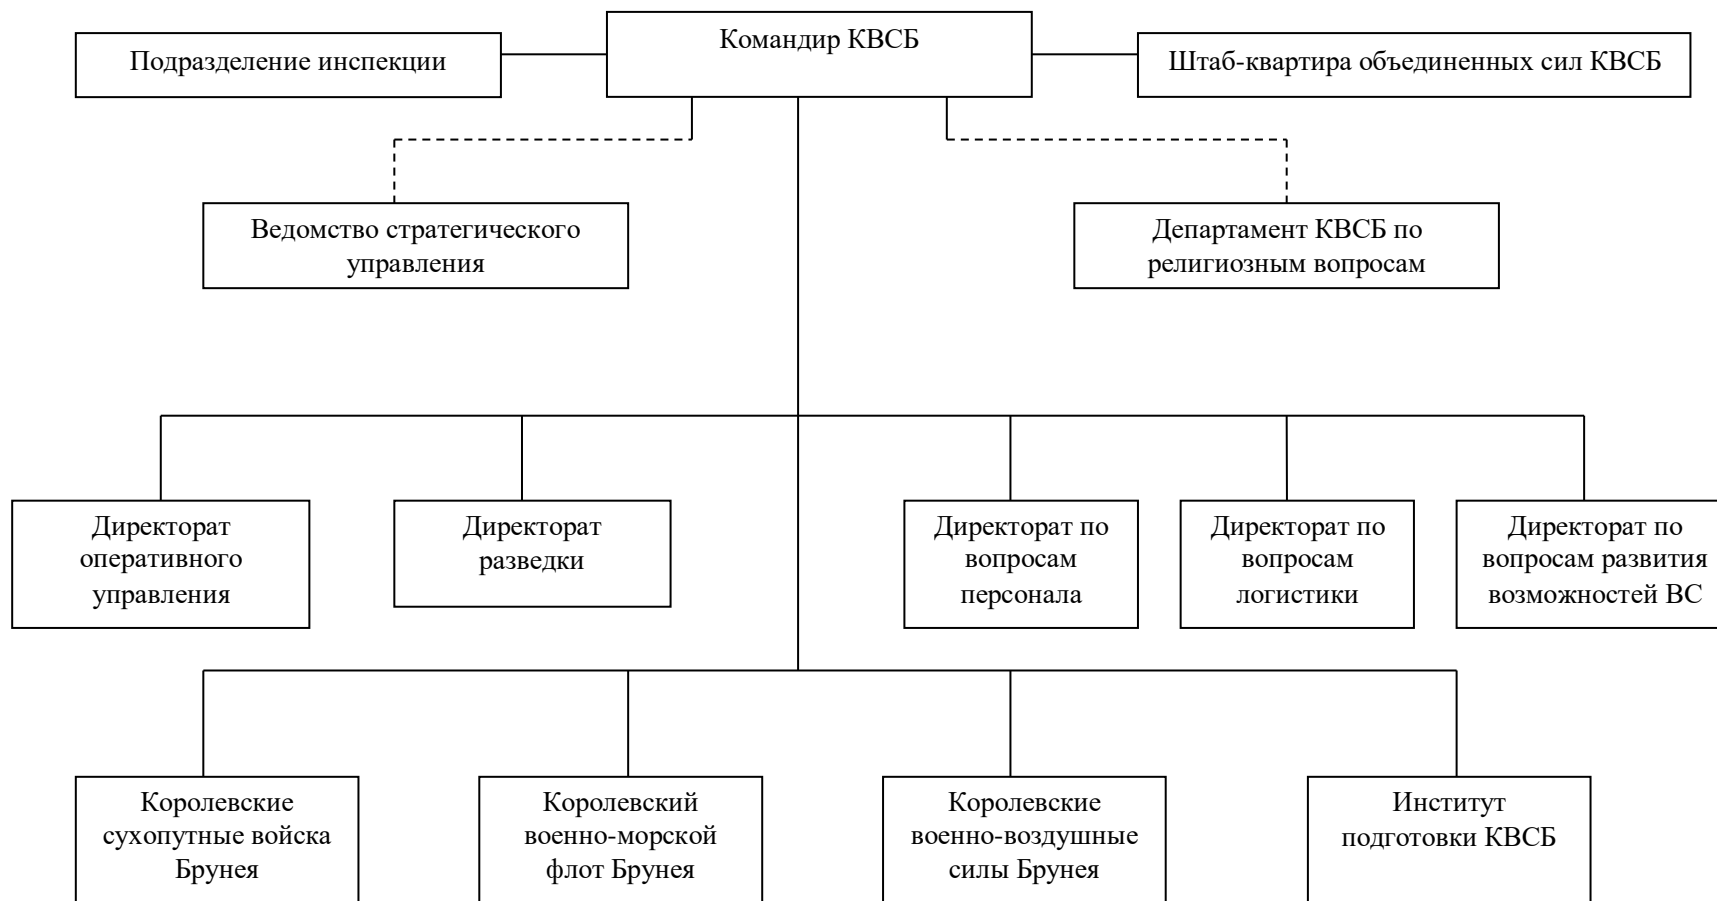 Командир КВСБ
Подразделение инспекции
Штаб-квартира объединенных сил КВСБ
Ведомство стратегического
управления
Департамент КВСБ по
религиозным вопросам
Директорат
оперативного
управления
Директорат
разведки
Директорат по
вопросам
персонала
Директорат по
вопросам
логистики
Директорат по
вопросам развития
возможностей ВС
Королевские
сухопутные войска
Брунея
Королевский
военно-морской
флот Брунея
Королевские
военно-воздушные
силы Брунея
Институт
подготовки КВСБ